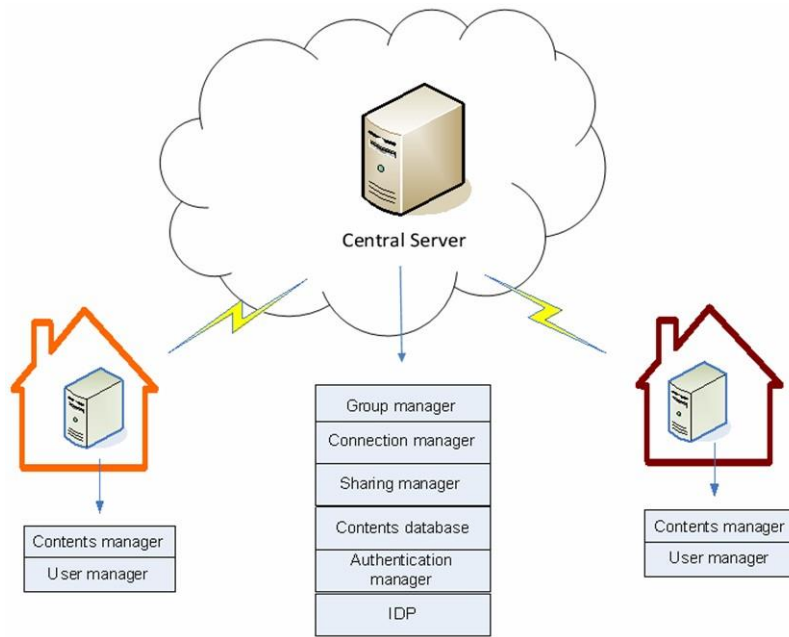 Central Server
Group manager
Connection manager
Sharing manager
Contents database
Authentication
manager
IDP
Contents manager
User manager
Contents manager
User manager